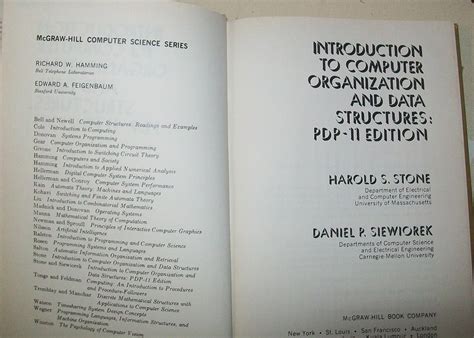 McGRAW-HILL COMPUTER SCIENCE SERIES
RICHARD W. HAMMING
Bell Telephone Laboratories
EDWARD A. FEIGENBAUM
Stanford University
Bell and Newell Computer Structures: Readings and Examples
Cole Introduction to Computing
Donovan Systems Programming
Gear Computer Organization and Programming
Givone Introduction to Switching Circuit Theory
Hamming Computers and Society
Hamming Introduction to Applied Numerical Analysis
Hellerman Digital Computer System Principles
Hellerman and Conroy Computer System Performance
Kain Automata Theory: Machines and Languages
Kohavi Switching and Finite Automata Theory
Liu Introduction to Combinatorial Mathematics
Madnick and Donovan Operating Systems
Manna Mathematical Theory of Computation
Newman and Sproull Principles of Interactive Computer Graphics
Nilsson Artificial Intelligence
Ralston Introduction to Programming and Computer Science
Rosen Programming Systems and Languages
Salton Automatic Information Organization and Retrieval
Stone Introduction to Computer Organization and Data Structures
Stone and Siewiorek Introduction to Computer Organization and Data
Structures: PDP-11 Edition
Tonge and Feldman Computing: An Introduction to Procedures
and Procedure-Followers
Tremblay and Manohar Discrete Mathematical Structures with
Applications to Computer Science
Watson Timesharing System Design Concepts
Wegner Programming Languages, Information Structures, and
Machine Organization
Winston The Psychology of Computer Vision
INTRODUCTION
TO COMPUTER
ORGANIZATION
AND DATA
STRUCTURES:
PDP-11 EDITION
HAROLD S. STONE
Department of Electrical
and Computer Engineering
University of Massachusetts
DANIEL P. SIEWIOREK
Departments of Computer Science
and Electrical Engineering
Carnegie-Mellon University
McGRAW-HILL BOOK COMPANY
New York St. Louis San Francisco Auckland
Kuala Lumpur London